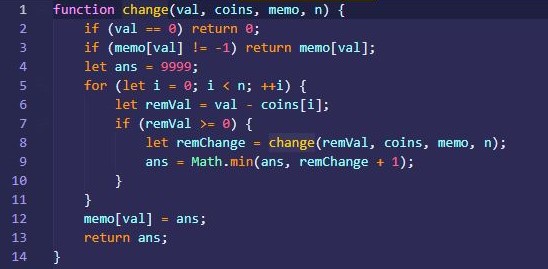 1 function change(val, coins, memo, n) {
2 if (val == 0) return 0;
3 if (memo[val] != -1) return memo[val];
4 let ans = 9999;
5 for (let i = 0; i < n; ++i) {
6 let remVal = val - coins[i];
7 if (remVal >= 0) {
8 let remChange = change(remVal, coins, memo, n);
9 ans = Math.min(ans, remChange + 1);
10 }
11 }
12 memo[val] = ans;
13 return ans;
14 }